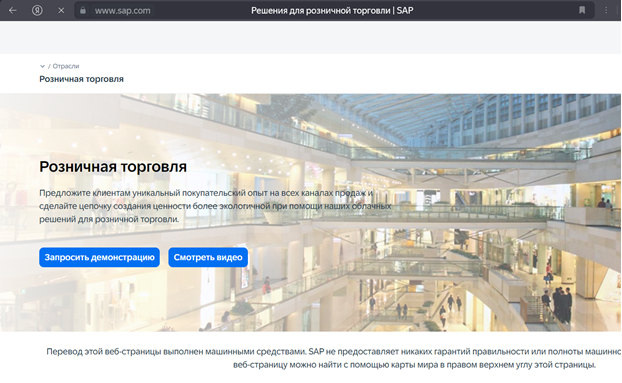 Я www.sap.com Решения для розничной торговли | SAP
/ Отрасли
Розничная торговля
Розничная торговля
Предложите клиентам уникальный покупательский опыт на всех каналах продаж и
сделайте цепочку создания ценности более экологичной при помощи наших облачных
решений для розничной торговли.
Запросить демонстрацию Смотреть видео
Перевод этой веб-страницы выполнен машинными средствами. SAP не предоставляет никаких гарантий правильности или полноты машинно
веб-страницу можно найти с помощью карты мира в правом верхнем углу этой страницы.